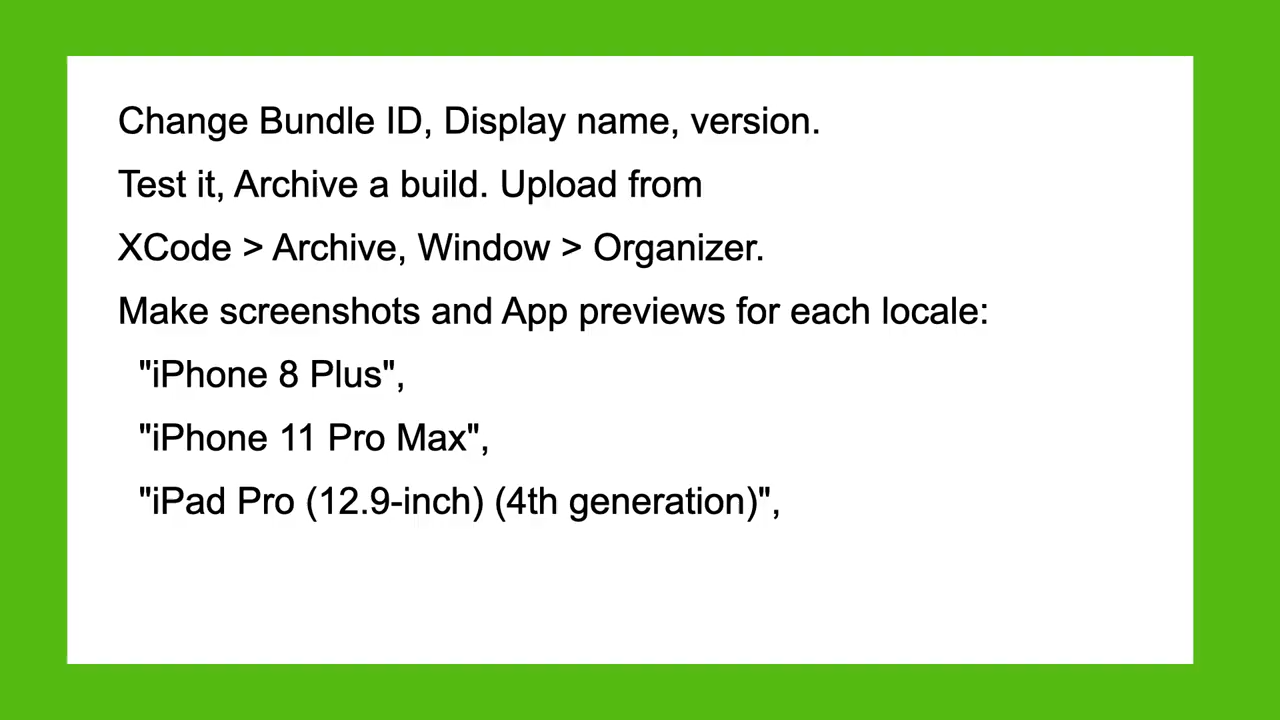 Change Bundle ID, Display name, version.
Test it, Archive a build. Upload from
XCode > Archive, Window > Organizer.
Make screenshots and App previews for each locale:
"iPhone 8 Plus",
"iPhone 11 Pro Max",
"iPad Pro (12.9-inch) (4th generation)",